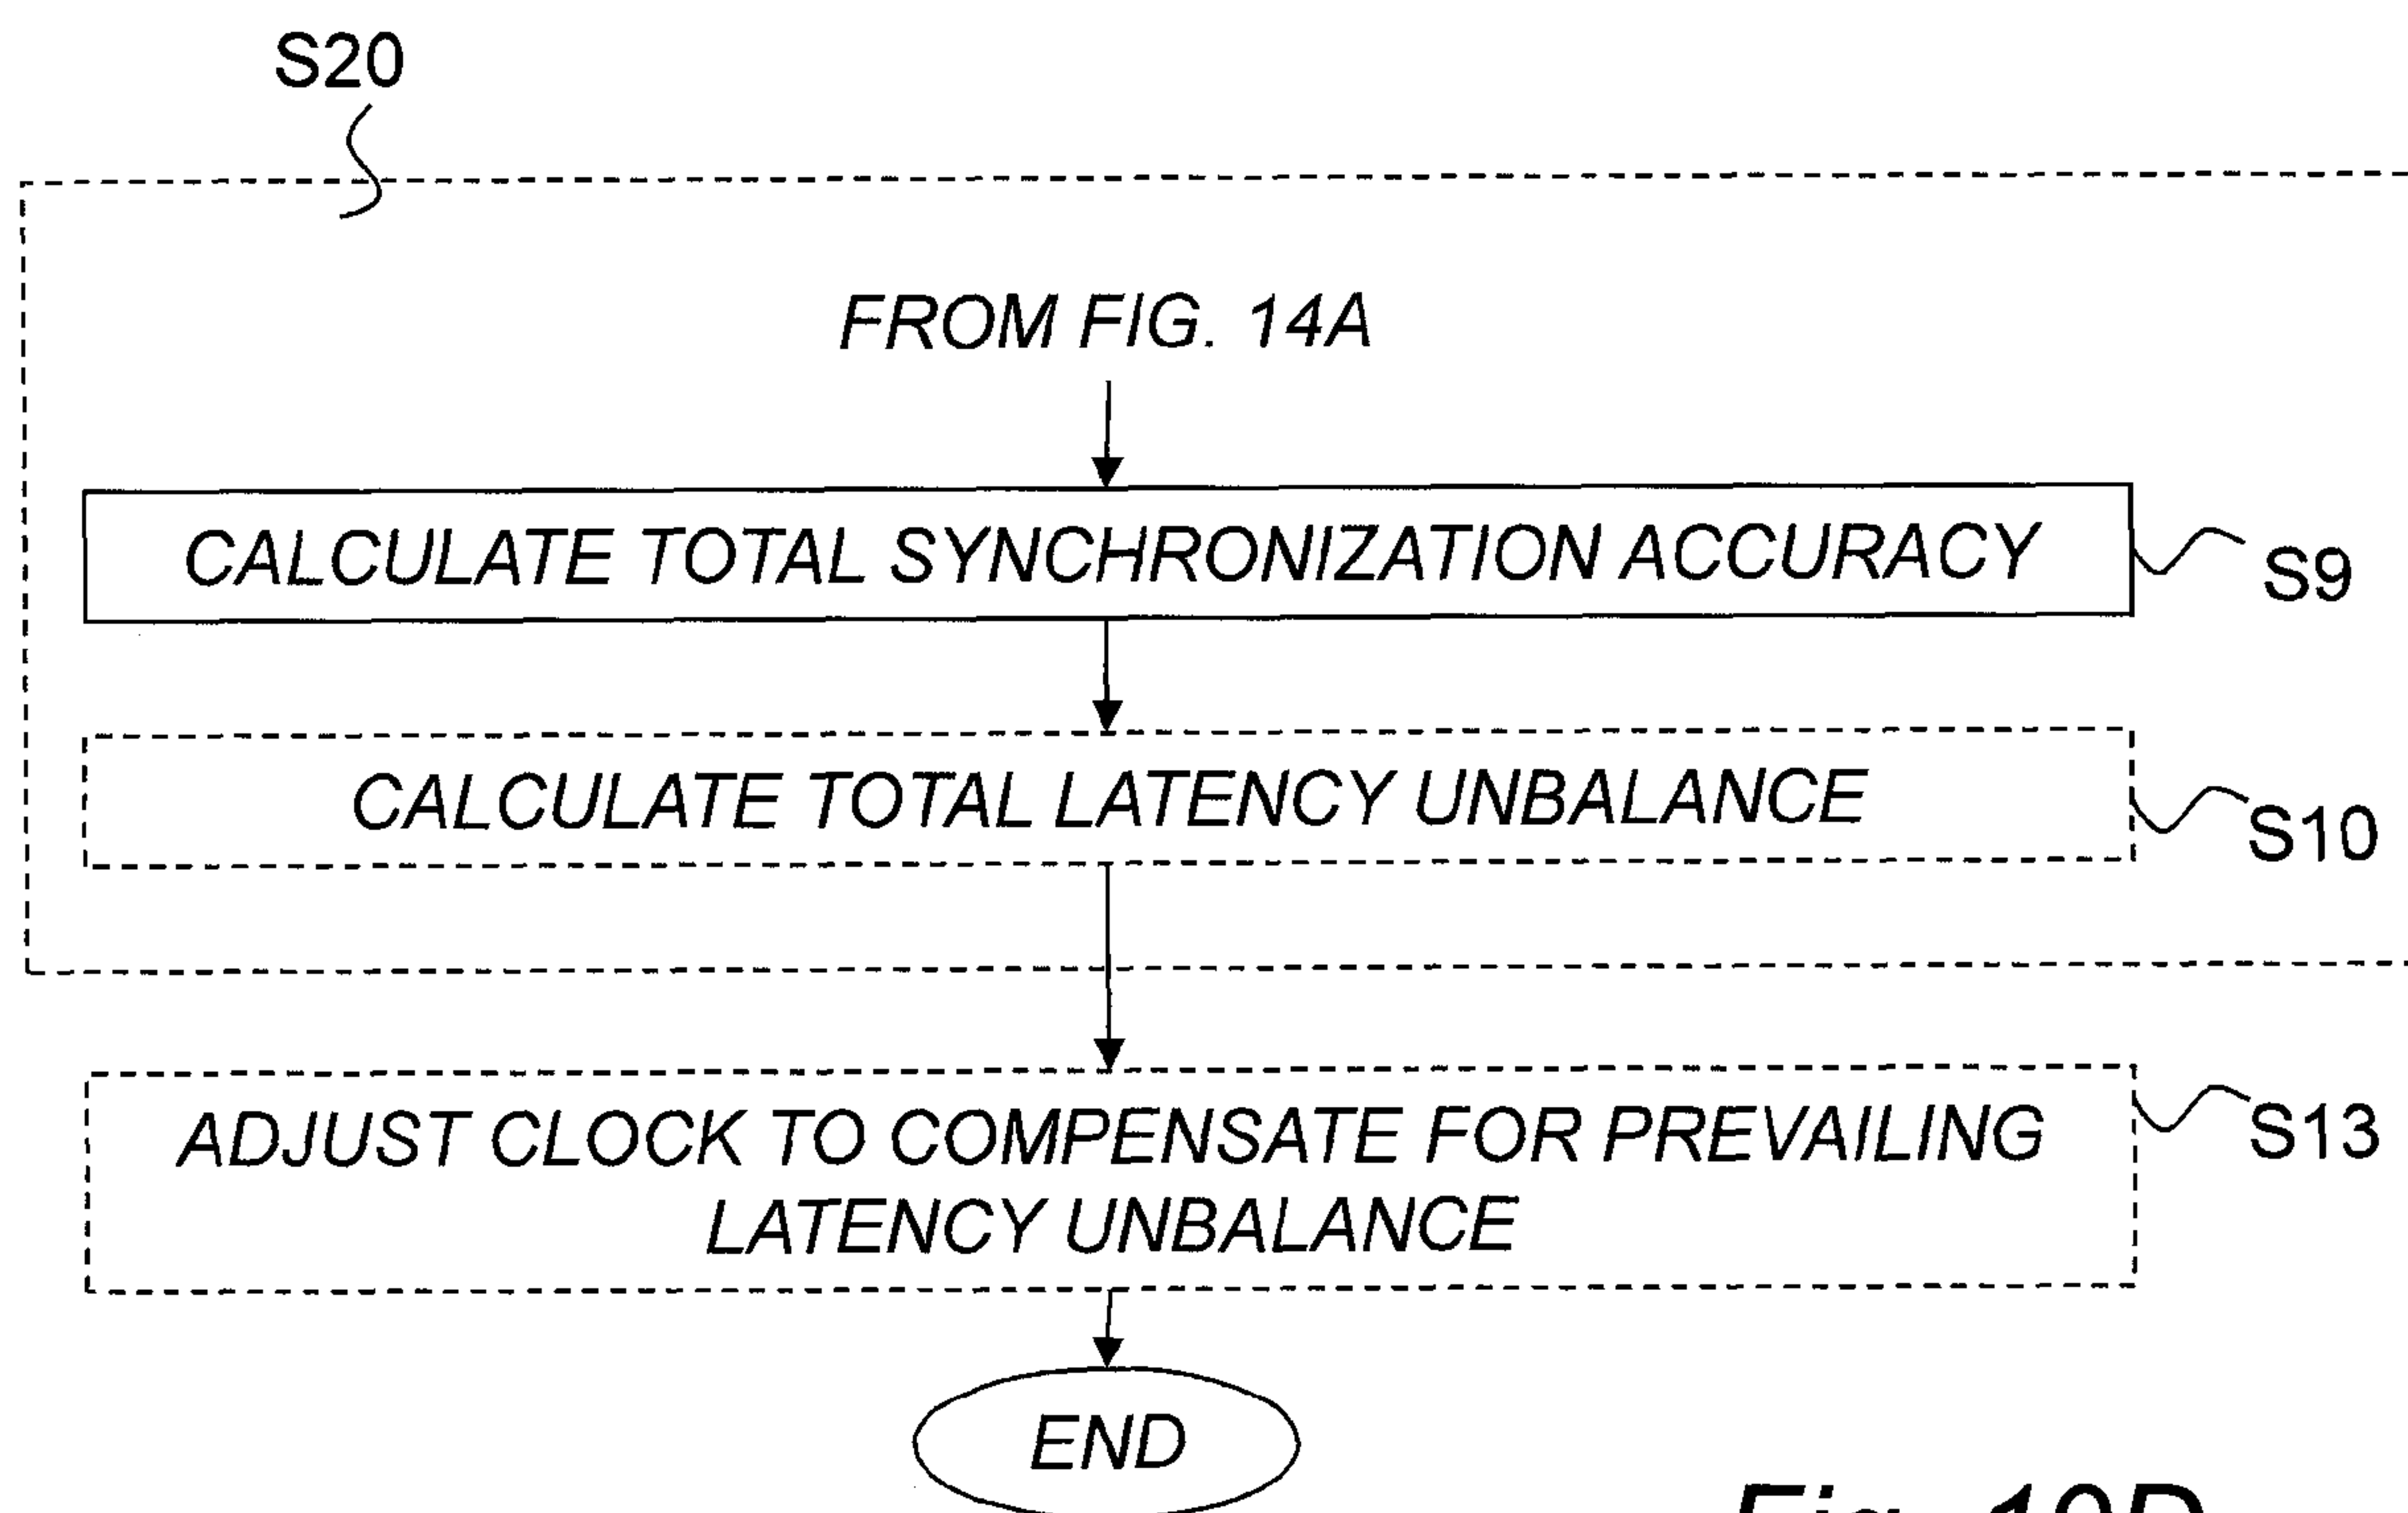 S20
FROM FIG. 14A
CALCULATE TOTAL SYNCHRONIZATION ACCURACY
S9
CALCULATE TOTAL LATENCY UNBALANCE
S10
ADJUST CLOCK TO COMPENSATE FOR PREVAILING
LATENCY UNBALANCE
S13
END
Fig.